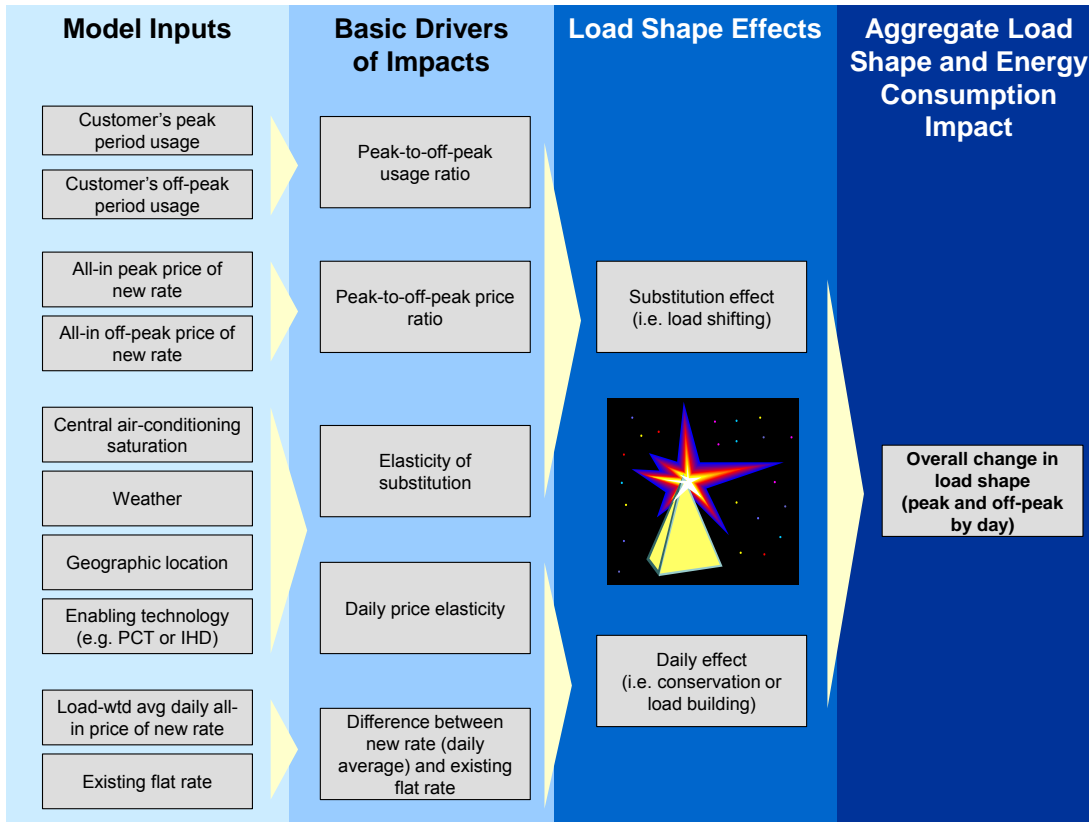 Model Inputs
Customer's peak
period usage
Customer's off-peak
period usage
All-in peak price of
new rate
All-in off-peak price of
new rate
Central air-conditioning
saturation
Weather
Geographic location
Enabling technology
(e.g. PCT or IHD)
Load-wtd avg daily all-
in price of new rate
Existing flat rate
Basic Drivers
of Impacts
Peak-to-off-peak
usage ratio
Peak-to-off-peak price
ratio
Elasticity of
substitution
Daily price elasticity
Difference between
new rate (daily
average) and existing
flat rate
Load Shape Effects
Substitution effect
(i.e. load shifting)
Daily effect
(i.e. conservation or
load building)
Aggregate Load
Shape and Energy
Consumption
Impact
Overall change in
load shape
(peak and off-peak
by day)